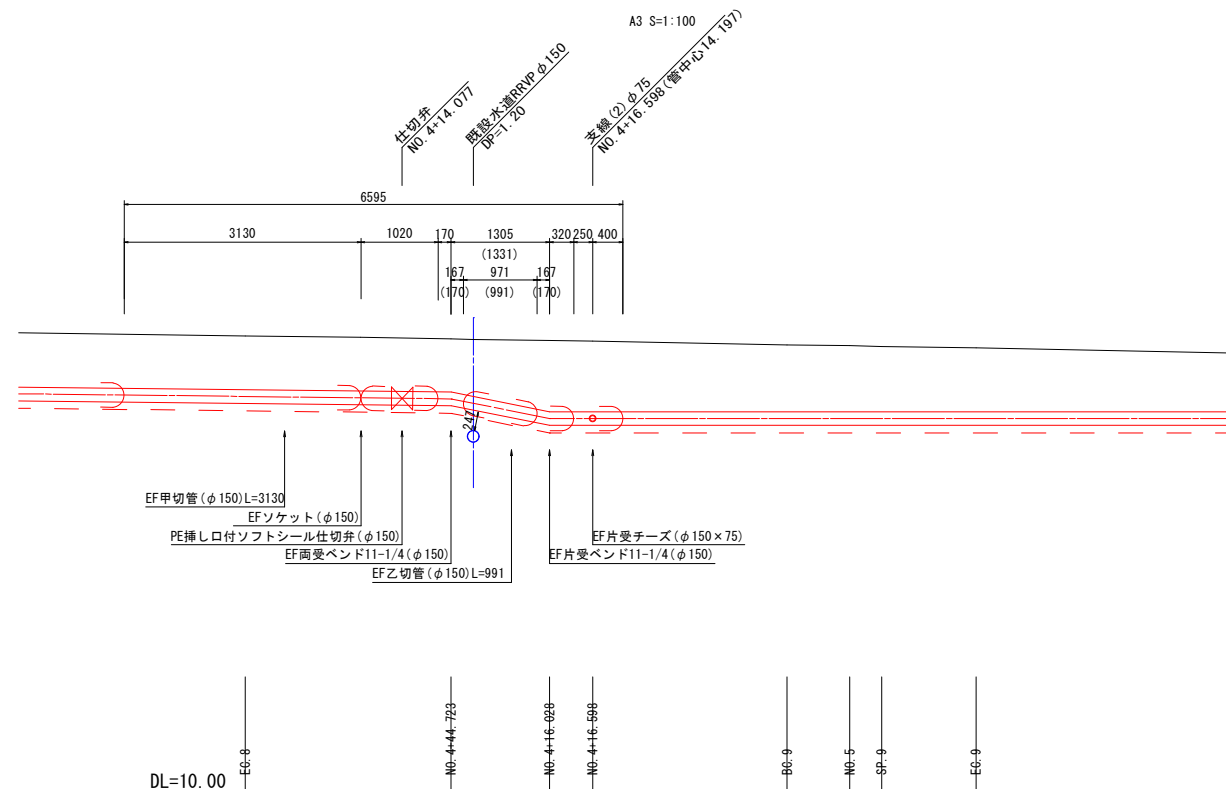 A3 S=1:100
仕切弁
NO.4+14.077
既設水道RRVPφ150
DP=1.20
支線(2)φ75
NO.4+16.598(管中心14.197)
6595
3130
1020
170
1305
320
250
400
(1331)
167
971
167
(170)
(991)
(170)
247
EF甲切管(φ150)L=3130
EFソケット(φ150)
PE挿し口付ソフトシール仕切弁(φ150)
EF片受チーズ(φ150×75)
EF両受ベンド11-1/4(φ150)
EF片受ベンド11-1/4(φ150)
EF乙切管(φ150)L=991
EC.8
NO.4+44.723
NO.4+16.028
NO.4+16.598
BC.9
NO.5
SP.9
EC.9
DL=10.00